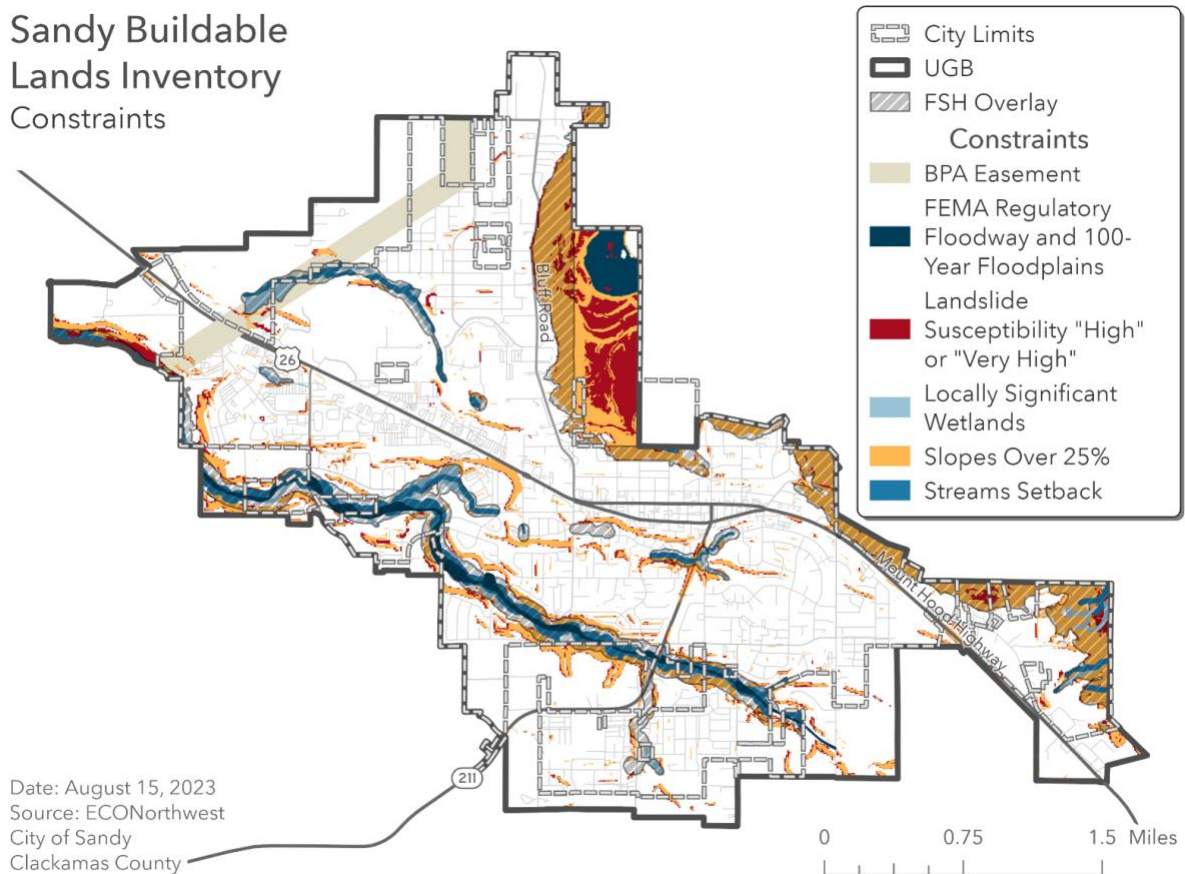 Sandy Buildable
Lands Inventory
Constraints
City Limits
UGB
FSH Overlay
Constraints
BPA Easement
FEMA Regulatory
Floodway and 100-
Year Floodplains
Landslide
Susceptibility "High"
or "Very High"
Locally Significant
Wetlands
Slopes Over 25%
Streams Setback
Bluff Road
26
Mount Hood Highway
211
Date: August 15, 2023
Source: ECONorthwest
City of Sandy
Clackamas County
0 0.75 1.5 Miles